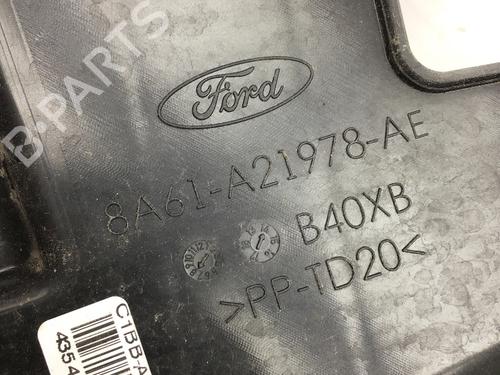 Ford
8A61-A21978-AE
B40XB
>PP-TD20<
C1BB-A
4354
B-PARTS